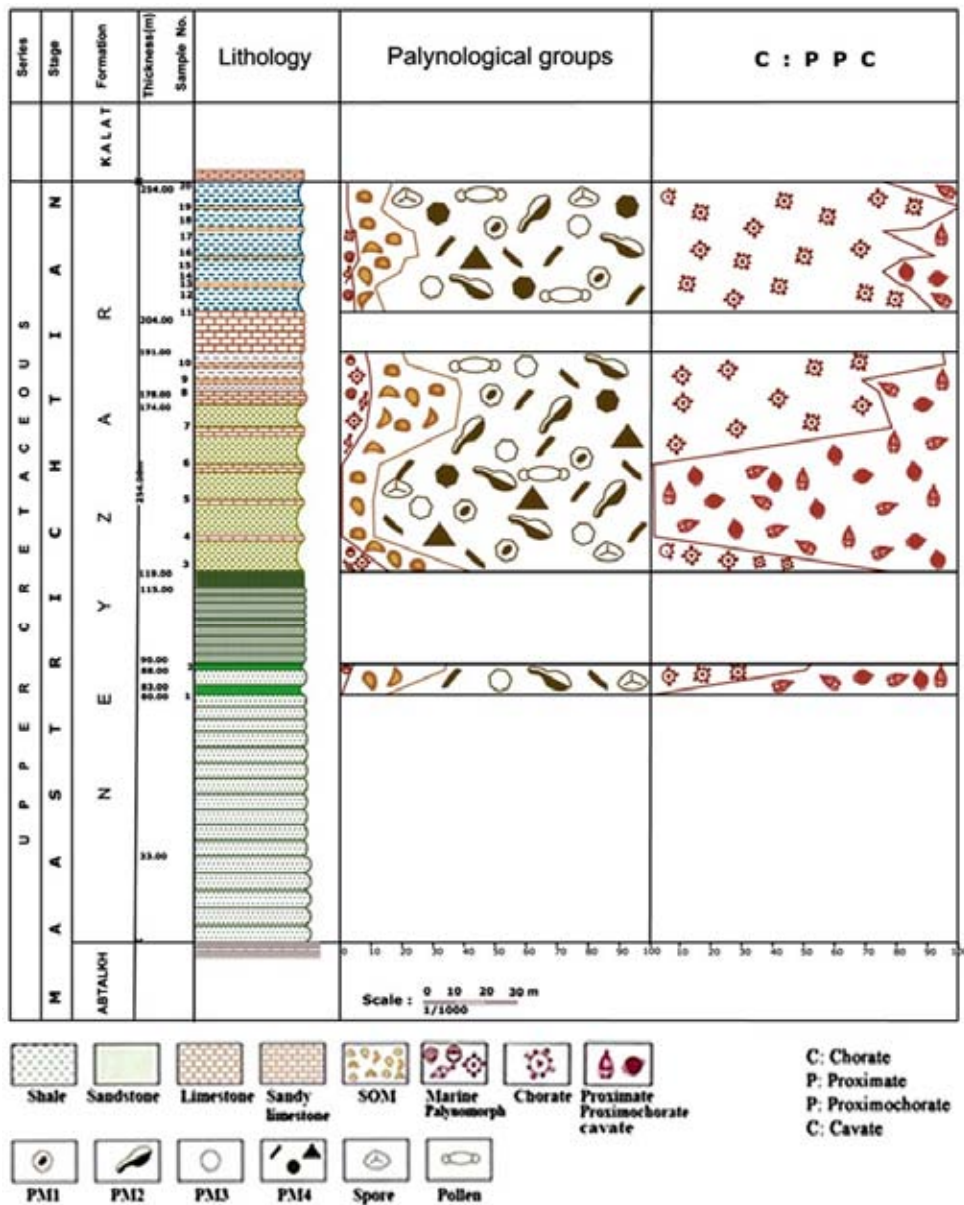 Series
Stage
Formation
Thickness(m)
Sample No.
Lithology
Palynological groups
C : P P C
UPPER CRETACEOUS
MAASTRICHTIAN
KALAT
NEYZAR
ABTALKH
254.00 20
19
18
17
16
15
14
13
12
11
204.00
191.00
10
9
178.00 8
174.00
7
6
254.00m
5
4
3
119.00
115.00
90.00 2
88.00
83.00
80.00 1
33.00
0 10 20 30 40 50 60 70 80 90 100 10 20 30 40 50 60 70 80 90 100
Scale : 0 10 20 30 m
1/1000
Shale Sandstone Limestone Sandy limestone SOM Marine Palynomorph Chorate Proximate Proximochorate cavate
C: Chorate
P: Proximate
P: Proximochorate
C: Cavate
PM1 PM2 PM3 PM4 Spore Pollen